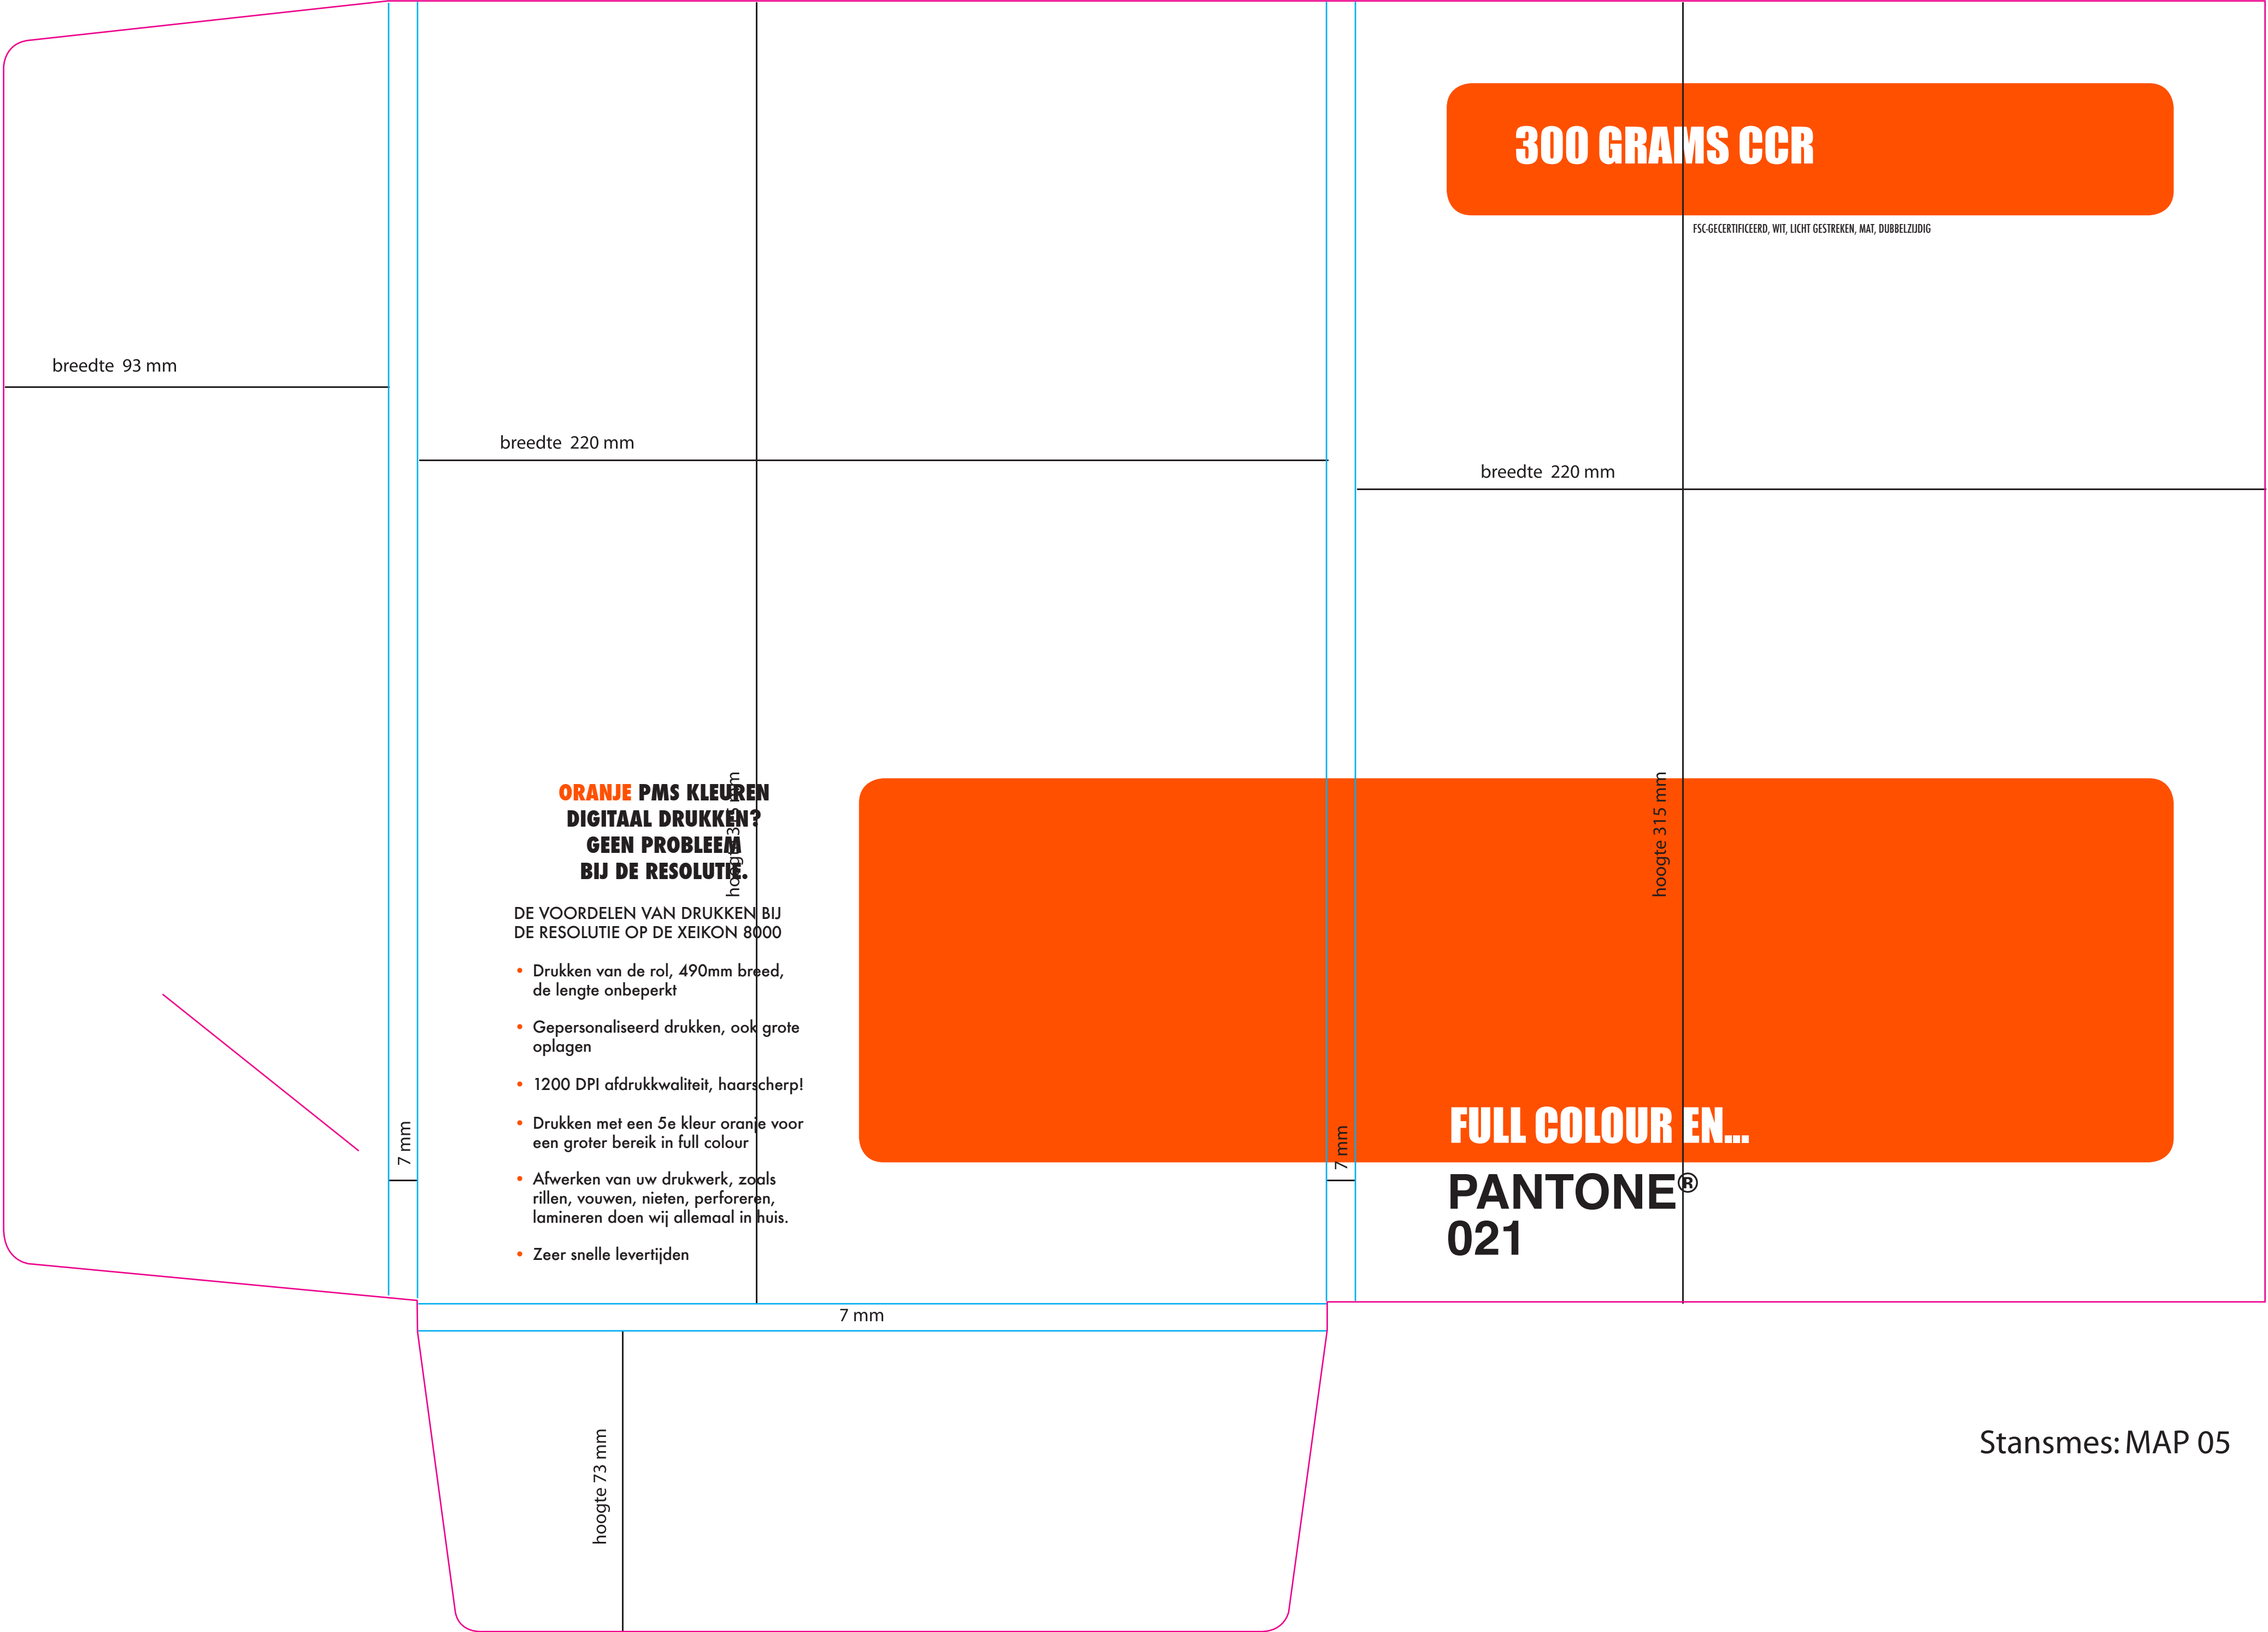 300 GRAMS CCR
FSC-GECERTIFICEERD, WIT, LICHT GESTREKEN, MAT, DUBBELZIJDIG
breedte 93 mm
breedte 220 mm
breedte 220 mm
ORANJE PMS KLEUREN
DIGITAAL DRUKKEN?
GEEN PROBLEEM
BIJ DE RESOLUTIE.
hoogte 315 mm
hoogte 315 mm
DE VOORDELEN VAN DRUKKEN BIJ
DE RESOLUTIE OP DE XEIKON 8000
• Drukken van de rol, 490mm breed,
de lengte onbeperkt
• Gepersonaliseerd drukken, ook grote
oplagen
• 1200 DPI afdrukkwaliteit, haarscherp!
• Drukken met een 5e kleur oranje voor
een groter bereik in full colour
• Afwerken van uw drukwerk, zoals
rillen, vouwen, nieten, perforeren,
lamineren doen wij allemaal in huis.
• Zeer snelle levertijden
7 mm
7 mm
FULL COLOUR EN...
PANTONE®
021
7 mm
hoogte 73 mm
Stansmes: MAP 05